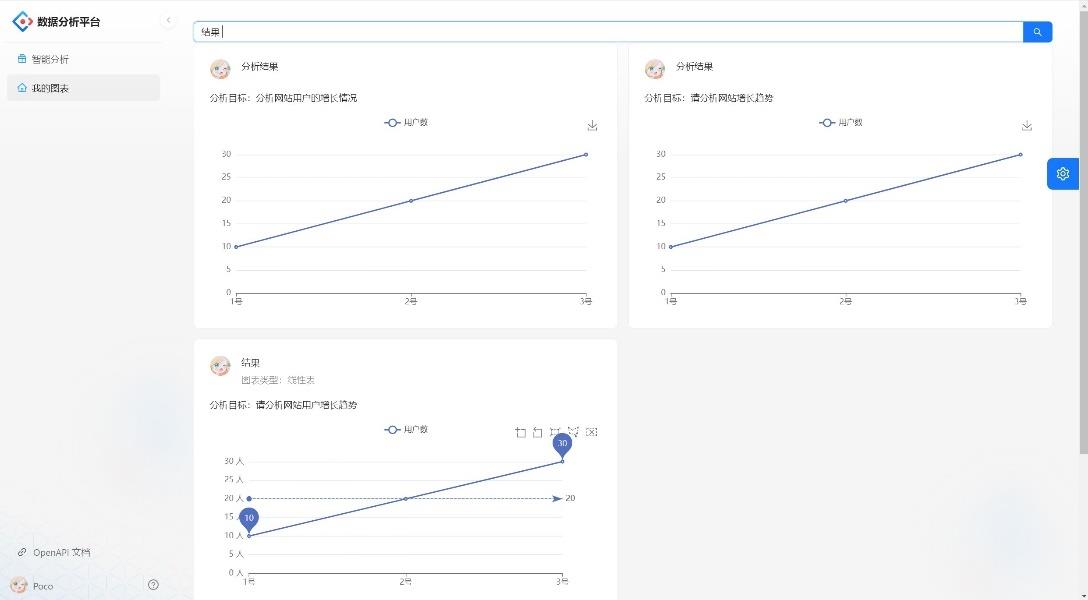 数据分析平台
智能分析
我的图表
OpenAPI 文档
Poco
结果
分析结果
分析目标：分析网站用户的增长情况
用户数
30
25
20
15
10
5
0
1号 2号 3号
分析结果
分析目标：请分析网站增长趋势
用户数
30
25
20
15
10
5
0
1号 2号 3号
结果
图表类型：线性表
分析目标：请分析网站用户增长趋势
用户数
30
30 人
25 人
20 人 20
15 人
10
10 人
5 人
0 人
1号 2号 3号